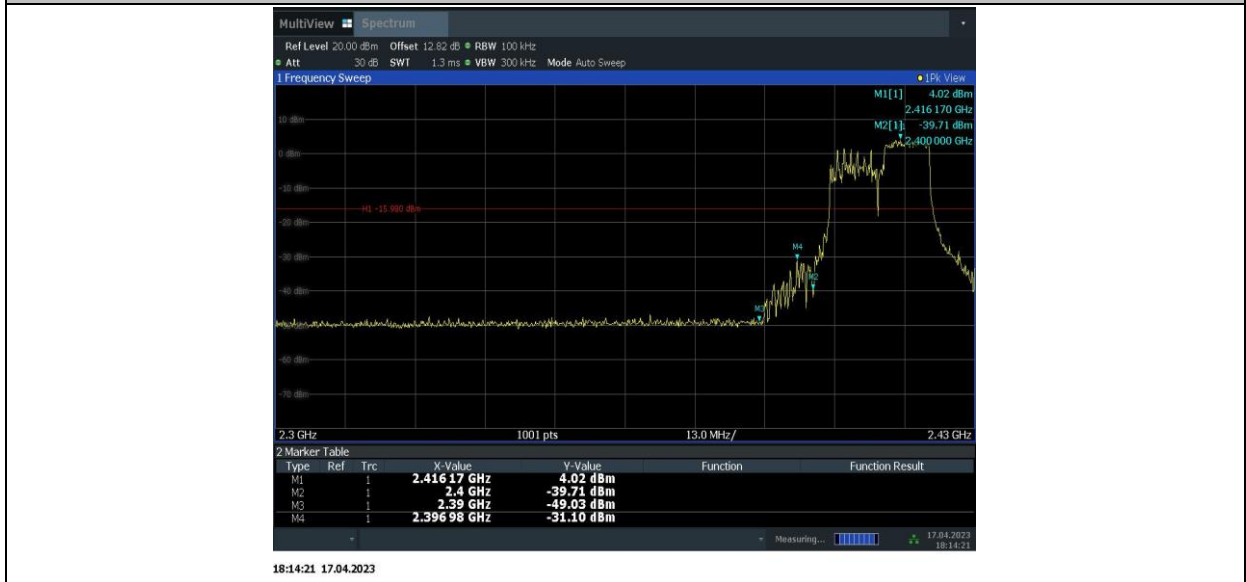 MultiView Spectrum
Ref Level 20.00 dBm Offset 12.82 dB RBW 100 kHz
Att 30 dB SWT 1.3 ms VBW 300 kHz Mode Auto Sweep
1 Frequency Sweep 1Pk View
M1[1] 4.02 dBm
2.416 170 GHz
10 dBm
M2[1] -39.71 dBm
2.400 000 GHz
0 dBm
-10 dBm
H1 -15.980 dBm
-20 dBm
M4
-30 dBm
M2
-40 dBm
M3
-60 dBm
-70 dBm
2.3 GHz 1001 pts 13.0 MHz/ 2.43 GHz
2 Marker Table
Type Ref Trc X-Value Y-Value Function Function Result
M1 1 2.416 17 GHz 4.02 dBm
M2 1 2.4 GHz -39.71 dBm
M3 1 2.39 GHz -49.03 dBm
M4 1 2.396 98 GHz -31.10 dBm
Measuring... 17.04.2023
18:14:21
18:14:21 17.04.2023